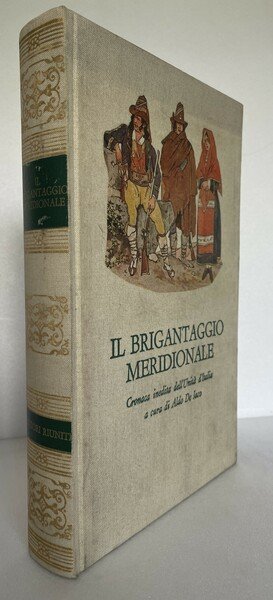 IL
BRIGANTAGGIO
MERIDIONALE
EDITORI RIUNITI
IL BRIGANTAGGIO
MERIDIONALE
Cronaca inedita dell'Unità d'Italia
a cura di Aldo De Jaco